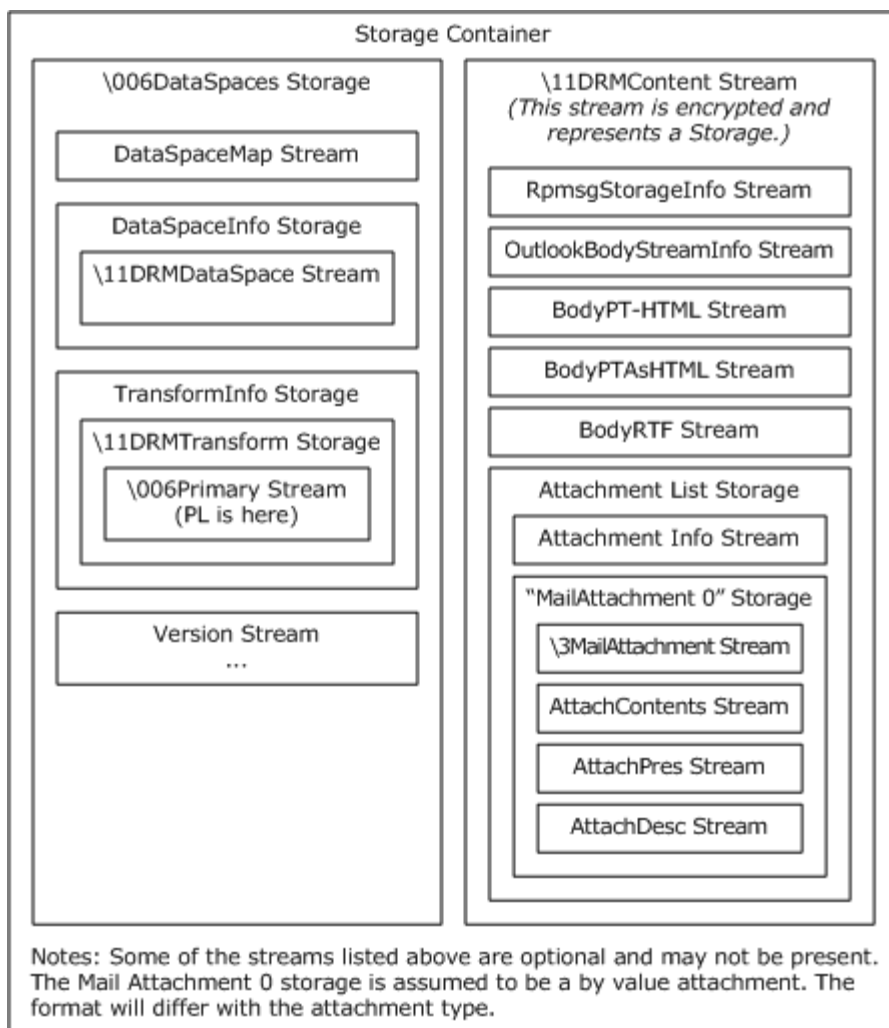 Storage Container
\006DataSpaces Storage
DataSpaceMap Stream
DataSpaceInfo Storage
\11DRMDataSpace Stream
TransformInfo Storage
\11DRMTransform Storage
\006Primary Stream
(PL is here)
Version Stream
...
\11DRMContent Stream
(This stream is encrypted and
represents a Storage.)
RpmsgStorageInfo Stream
OutlookBodyStreamInfo Stream
BodyPT-HTML Stream
BodyPTAsHTML Stream
BodyRTF Stream
Attachment List Storage
Attachment Info Stream
“MailAttachment 0” Storage
\3MailAttachment Stream
AttachContents Stream
AttachPres Stream
AttachDesc Stream
Notes: Some of the streams listed above are optional and may not be present.
The Mail Attachment 0 storage is assumed to be a by value attachment. The
format will differ with the attachment type.